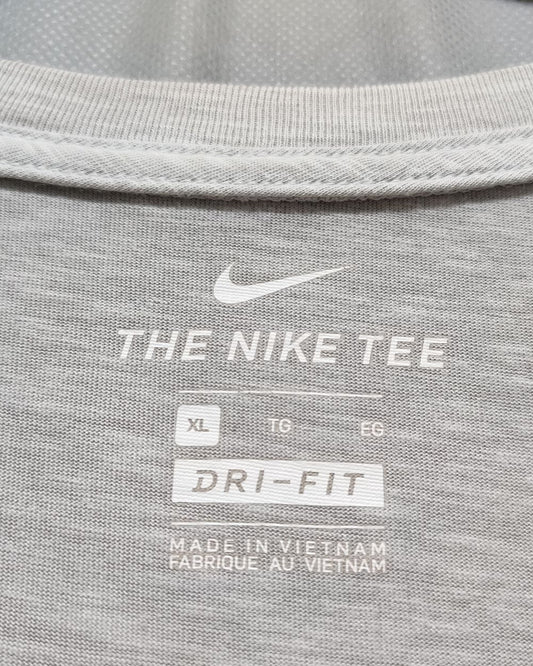 THE NIKE TEE
XL TG EG
DRI-FIT
MADE IN VIETNAM
FABRIQUE AU VIETNAM